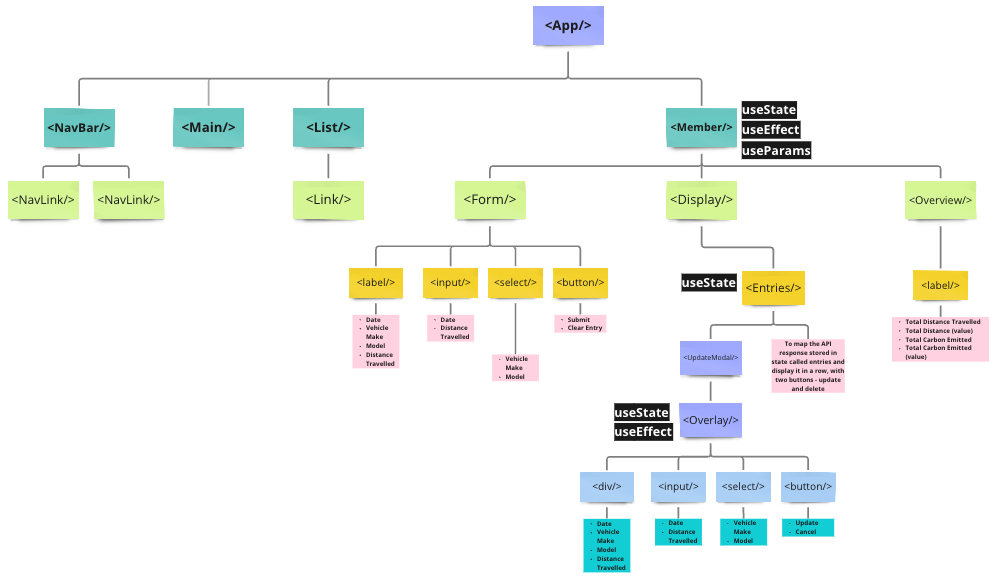 <App/>
<NavBar/>
<Main/>
<List/>
<Member/>
useState
useEffect
useParams
<NavLink/>
<NavLink/>
<Link/>
<Form/>
<Display/>
<Overview/>
<label/>
<input/>
<select/>
<button/>
useState
<Entries/>
<label/>
- Date
- Vehicle
Make
- Model
- Distance
Travelled
- Date
- Distance
Travelled
- Vehicle
Make
- Model
- Submit
- Clear Entry
- Total Distance Travelled
- Total Distance (value)
- Total Carbon Emitted
- Total Carbon Emitted
(value)
<UpdateModal/>
To map the API
response stored in
state called entries and
display it in a row, with
two buttons - update
and delete
useState
useEffect
<Overlay/>
<div/>
<input/>
<select/>
<button/>
- Date
- Vehicle
Make
- Model
- Distance
Travelled
- Date
- Distance
Travelled
- Vehicle
Make
- Model
- Update
- Cancel